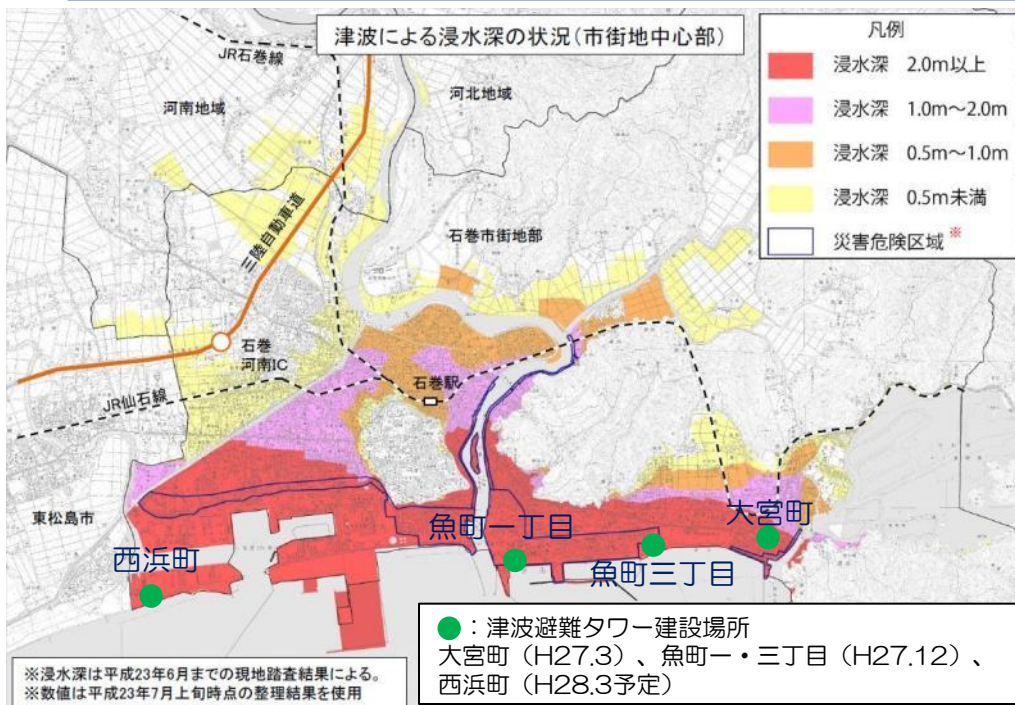 津波による浸水深の状況(市街地中心部)
凡例
浸水深 2.0m以上
浸水深 1.0m~2.0m
浸水深 0.5m~1.0m
浸水深 0.5m未満
災害危険区域※
JR石巻線
河南地域
河北地域
三陸自動車道
石巻市街地部
石巻
河南IC
石巻駅
JR仙石線
東松島市
西浜町
魚町一丁目
魚町三丁目
大宮町
●:津波避難タワー建設場所
大宮町(H27.3)、魚町一・三丁目(H27.12)、
西浜町(H28.3予定)
※浸水深は平成23年6月までの現地踏査結果による。
※数値は平成23年7月上旬時点の整理結果を使用